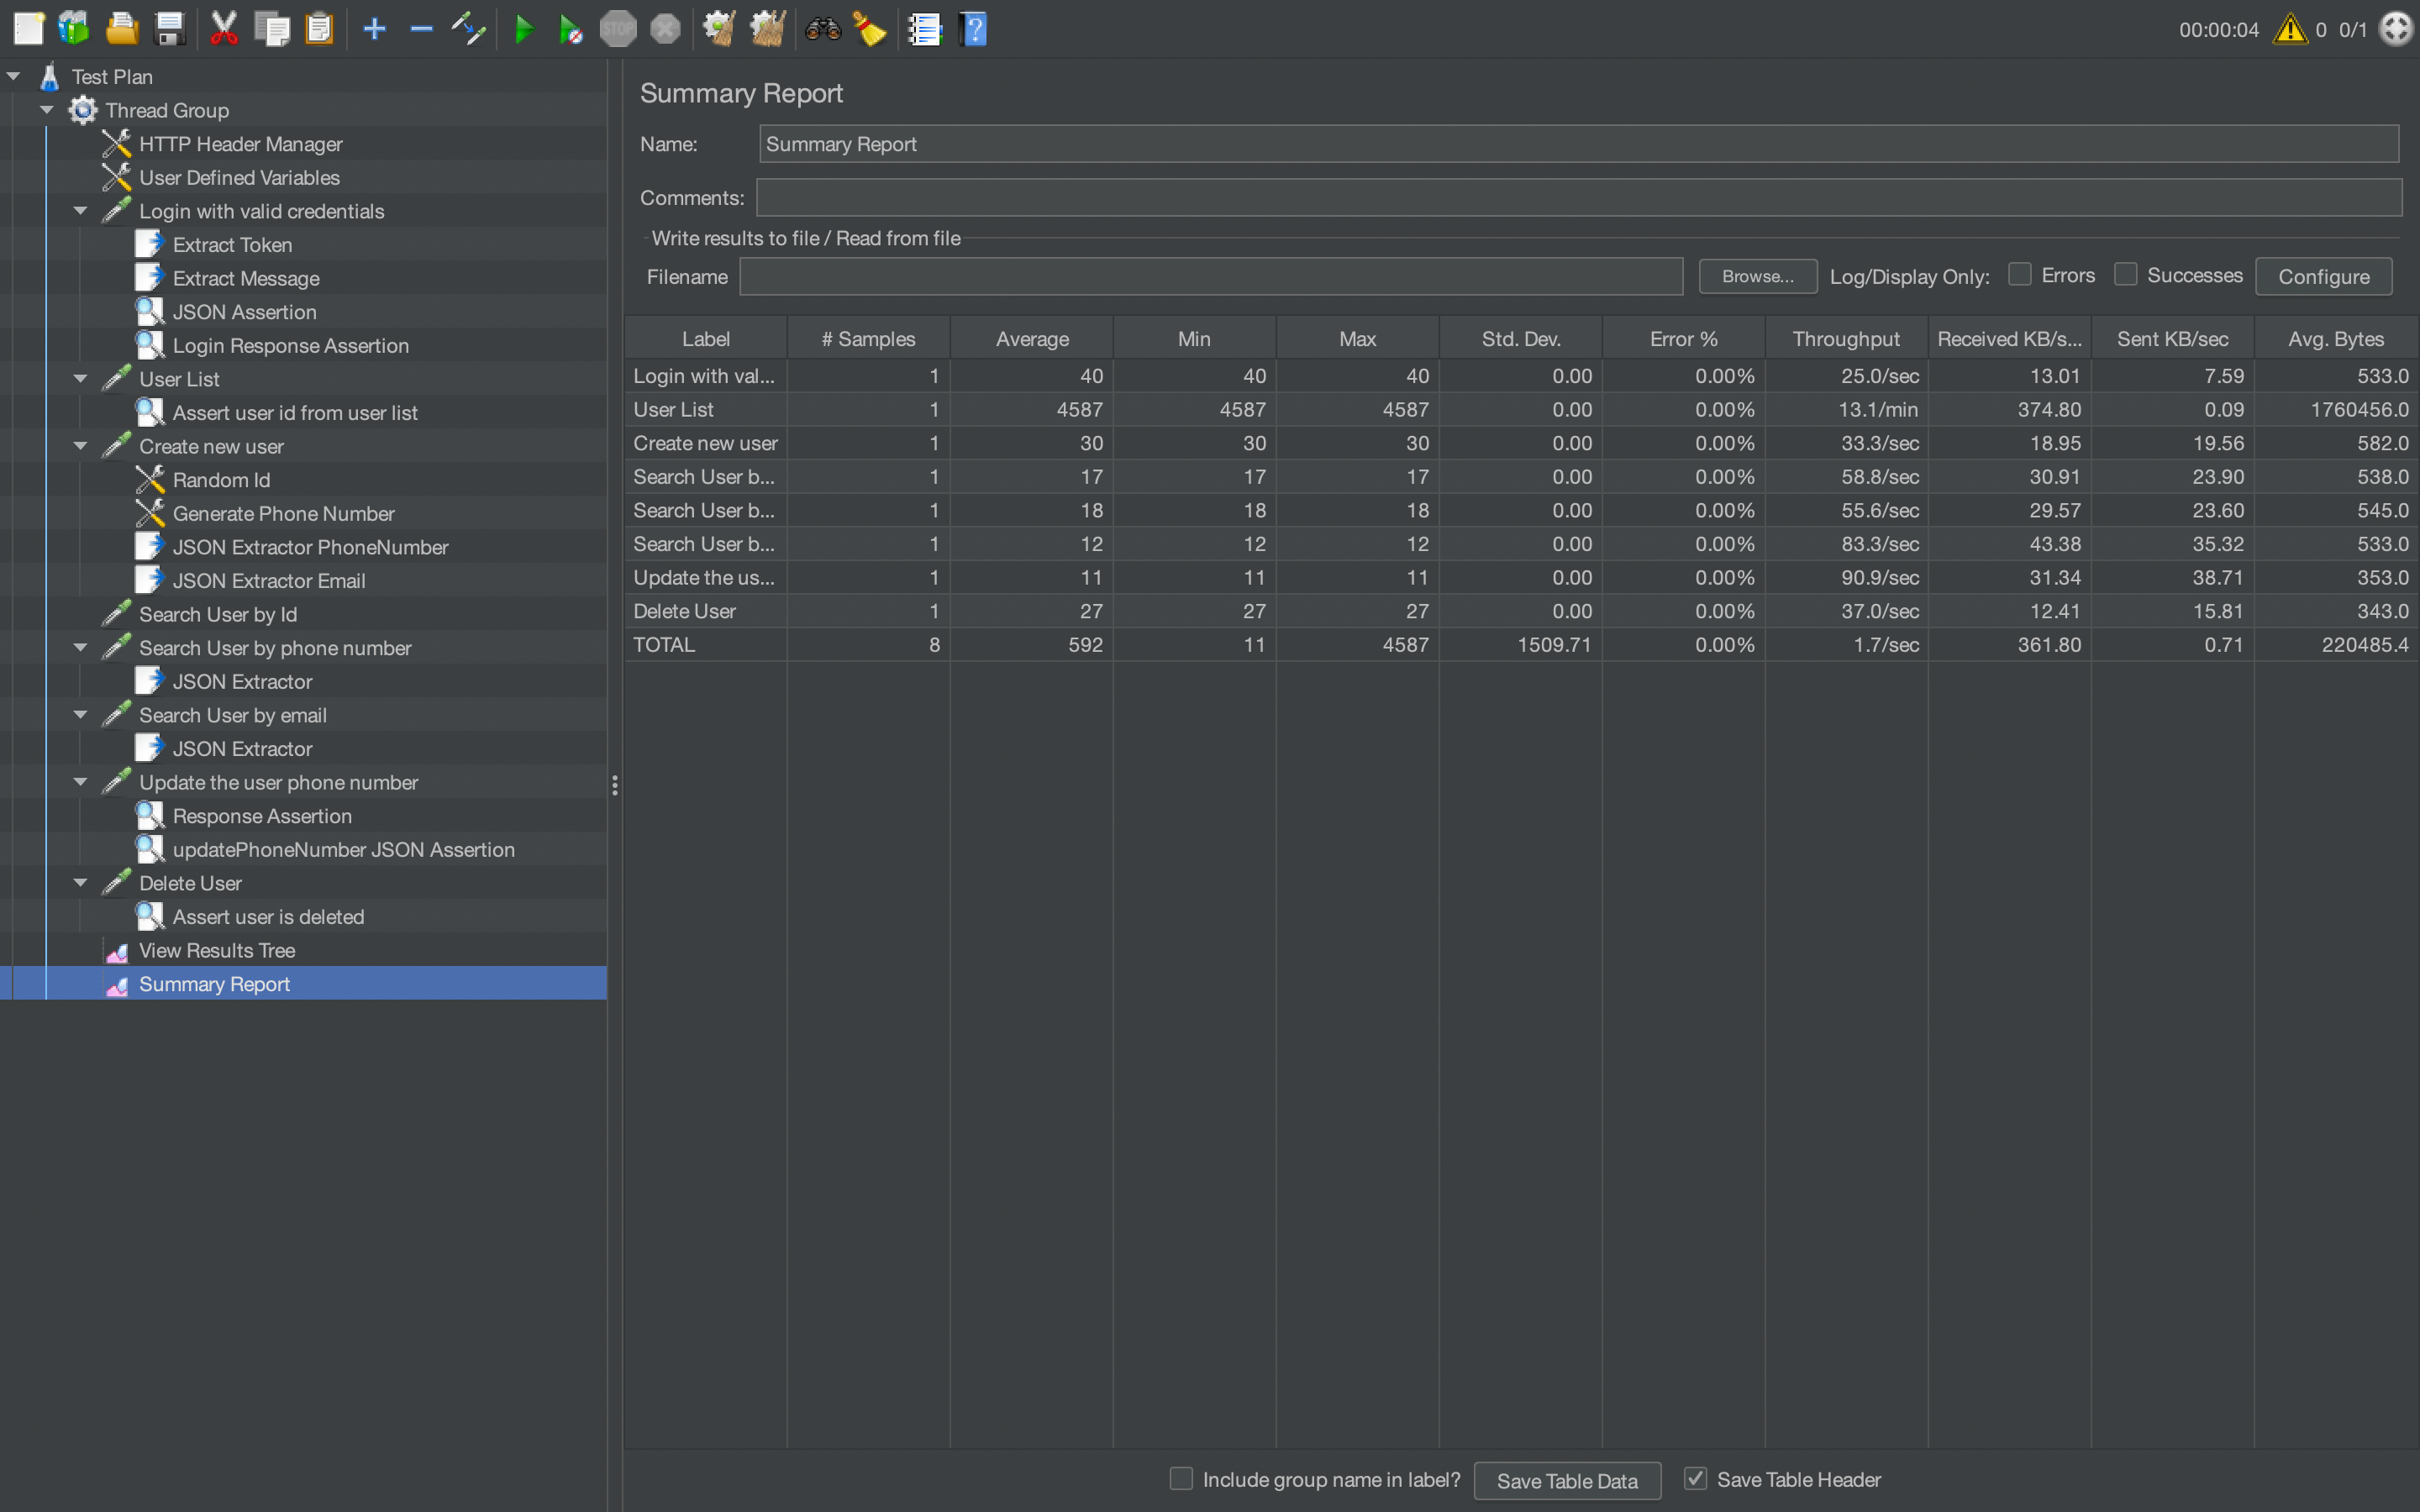 STOP
00:00:04 0 0/1
Test Plan
Thread Group
HTTP Header Manager
User Defined Variables
Login with valid credentials
Extract Token
Extract Message
JSON Assertion
Login Response Assertion
User List
Assert user id from user list
Create new user
Random Id
Generate Phone Number
JSON Extractor PhoneNumber
JSON Extractor Email
Search User by Id
Search User by phone number
JSON Extractor
Search User by email
JSON Extractor
Update the user phone number
Response Assertion
updatePhoneNumber JSON Assertion
Delete User
Assert user is deleted
View Results Tree
Summary Report
Summary Report
Name: Summary Report
Comments:
Write results to file / Read from file
Filename Browse... Log/Display Only: Errors Successes Configure
Label # Samples Average Min Max Std. Dev. Error % Throughput Received KB/s... Sent KB/sec Avg. Bytes
Login with val... 1 40 40 40 0.00 0.00% 25.0/sec 13.01 7.59 533.0
User List 1 4587 4587 4587 0.00 0.00% 13.1/min 374.80 0.09 1760456.0
Create new user 1 30 30 30 0.00 0.00% 33.3/sec 18.95 19.56 582.0
Search User b... 1 17 17 17 0.00 0.00% 58.8/sec 30.91 23.90 538.0
Search User b... 1 18 18 18 0.00 0.00% 55.6/sec 29.57 23.60 545.0
Search User b... 1 12 12 12 0.00 0.00% 83.3/sec 43.38 35.32 533.0
Update the us... 1 11 11 11 0.00 0.00% 90.9/sec 31.34 38.71 353.0
Delete User 1 27 27 27 0.00 0.00% 37.0/sec 12.41 15.81 343.0
TOTAL 8 592 11 4587 1509.71 0.00% 1.7/sec 361.80 0.71 220485.4
Include group name in label? Save Table Data Save Table Header